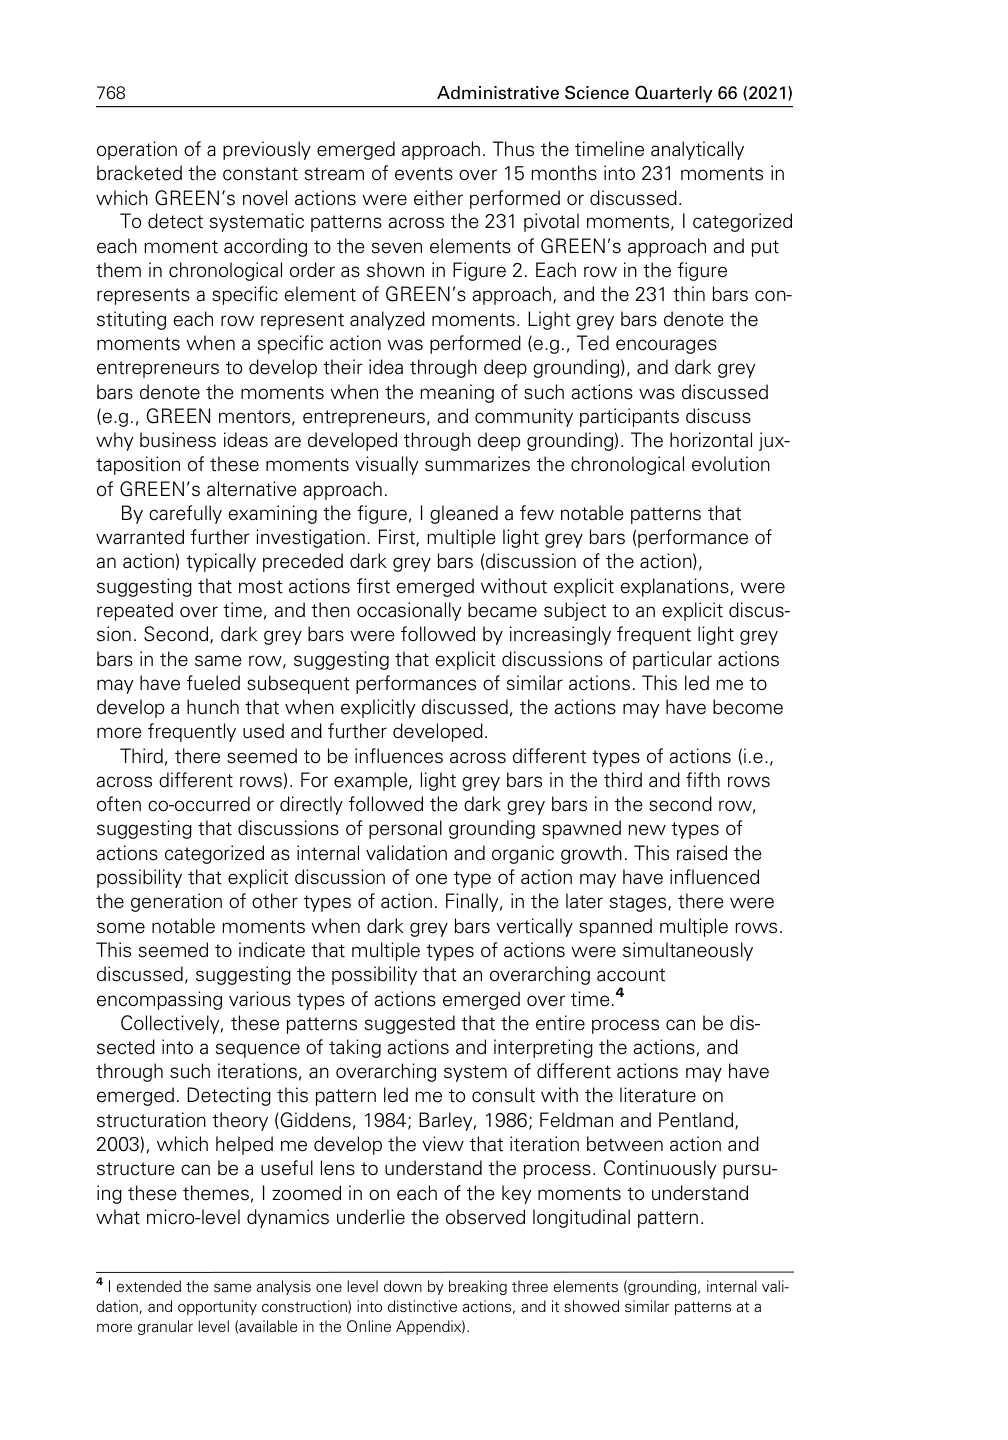 768
Administrative Science Quarterly 66 (2021)
operation of a previously emerged approach. Thus the timeline analytically
bracketed the constant stream of events over 15 months into 231 moments in
which GREEN's novel actions were either performed or discussed.
To detect systematic patterns across the 231 pivotal moments, I categorized
each moment according to the seven elements of GREEN's approach and put
them in chronological order as shown in Figure 2. Each row in the figure
represents a specific element of GREEN's approach, and the 231 thin bars con-
stituting each row represent analyzed moments. Light grey bars denote the
moments when a specific action was performed (e.g., Ted encourages
entrepreneurs to develop their idea through deep grounding), and dark grey
bars denote the moments when the meaning of such actions was discussed
(e.g., GREEN mentors, entrepreneurs, and community participants discuss
why business ideas are developed through deep grounding). The horizontal jux-
taposition of these moments visually summarizes the chronological evolution
of GREEN's alternative approach.
By carefully examining the figure, I gleaned a few notable patterns that
warranted further investigation. First, multiple light grey bars (performance of
an action) typically preceded dark grey bars (discussion of the action),
suggesting that most actions first emerged without explicit explanations, were
repeated over time, and then occasionally became subject to an explicit discus-
sion. Second, dark grey bars were followed by increasingly frequent light grey
bars in the same row, suggesting that explicit discussions of particular actions
may have fueled subsequent performances of similar actions. This led me to
develop a hunch that when explicitly discussed, the actions may have become
more frequently used and further developed.
Third, there seemed to be influences across different types of actions (i.e.,
across different rows). For example, light grey bars in the third and fifth rows
often co-occurred or directly followed the dark grey bars in the second row,
suggesting that discussions of personal grounding spawned new types of
actions categorized as internal validation and organic growth. This raised the
possibility that explicit discussion of one type of action may have influenced
the generation of other types of action. Finally, in the later stages, there were
some notable moments when dark grey bars vertically spanned multiple rows.
This seemed to indicate that multiple types of actions were simultaneously
discussed, suggesting the possibility that an overarching account
encompassing various types of actions emerged over time.4
Collectively, these patterns suggested that the entire process can be dis-
sected into a sequence of taking actions and interpreting the actions, and
through such iterations, an overarching system of different actions may have
emerged. Detecting this pattern led me to consult with the literature on
structuration theory (Giddens, 1984; Barley, 1986; Feldman and Pentland,
2003), which helped me develop the view that iteration between action and
structure can be a useful lens to understand the process. Continuously pursu-
ing these themes, I zoomed in on each of the key moments to understand
what micro-level dynamics underlie the observed longitudinal pattern.
4 I extended the same analysis one level down by breaking three elements (grounding, internal vali-
dation, and opportunity construction) into distinctive actions, and it showed similar patterns at a
more granular level (available in the Online Appendix).